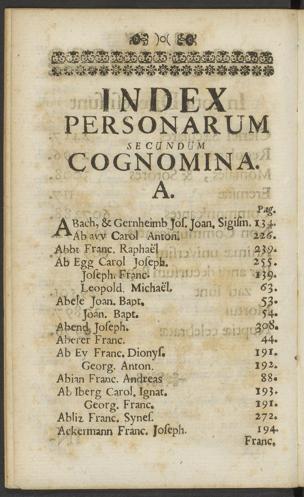 )o(
INDEX
PERSONARUM
SECUNDUM
COGNOMINA.
A.
Pag.
ABach, & Gernheimb Jos. Joan. Sigism. 134.
Ab avv Carol Anton. 226.
Abbt Franc. Raphaël. 239.
Ab Egg Carol Joseph. 255.
Joseph. Franc. 139.
Leopold. Michaël. 63.
Abele Joan. Bapt. 53.
Joan. Bapt. 54.
Abend Joseph. 308.
Aberer Franc. 44.
Ab Ev Franc. Dionys. 191.
Georg. Anton. 192.
Abian Franc. Andreas 88.
Ab Iberg Carol. Ignat. 193.
Georg. Franc. 191.
Abliz Franc. Synes. 272.
Ackermann Franc. Joseph. 194.
Franc.